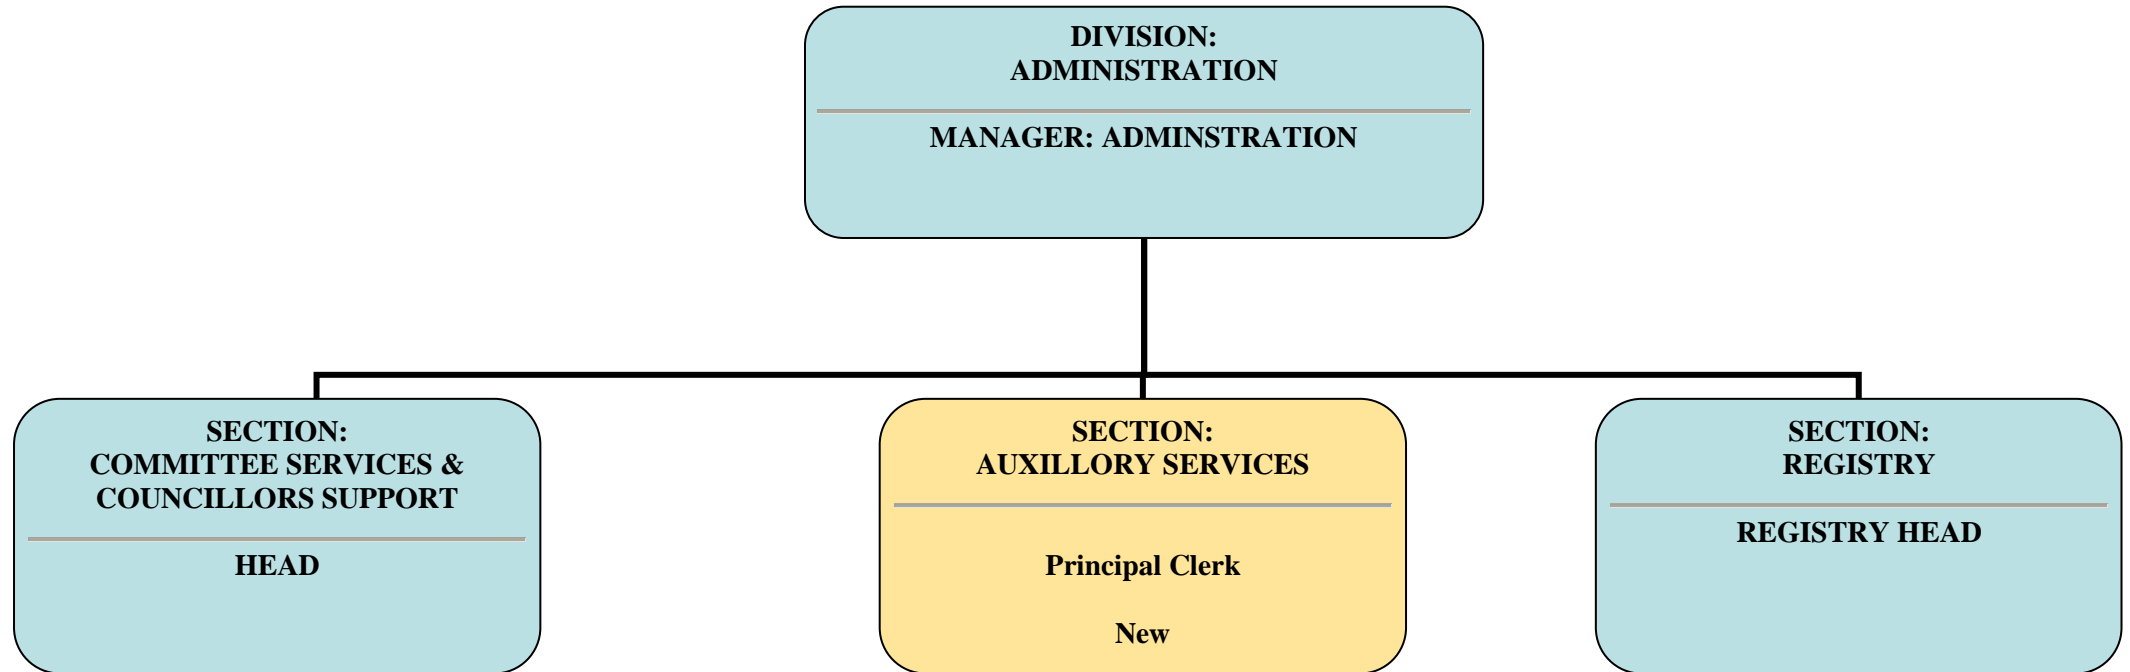 DIVISION:
ADMINISTRATION
MANAGER: ADMINSTRATION
SECTION:
COMMITTEE SERVICES &
COUNCILLORS SUPPORT
HEAD
SECTION:
AUXILLORY SERVICES
Principal Clerk
New
SECTION:
REGISTRY
REGISTRY HEAD